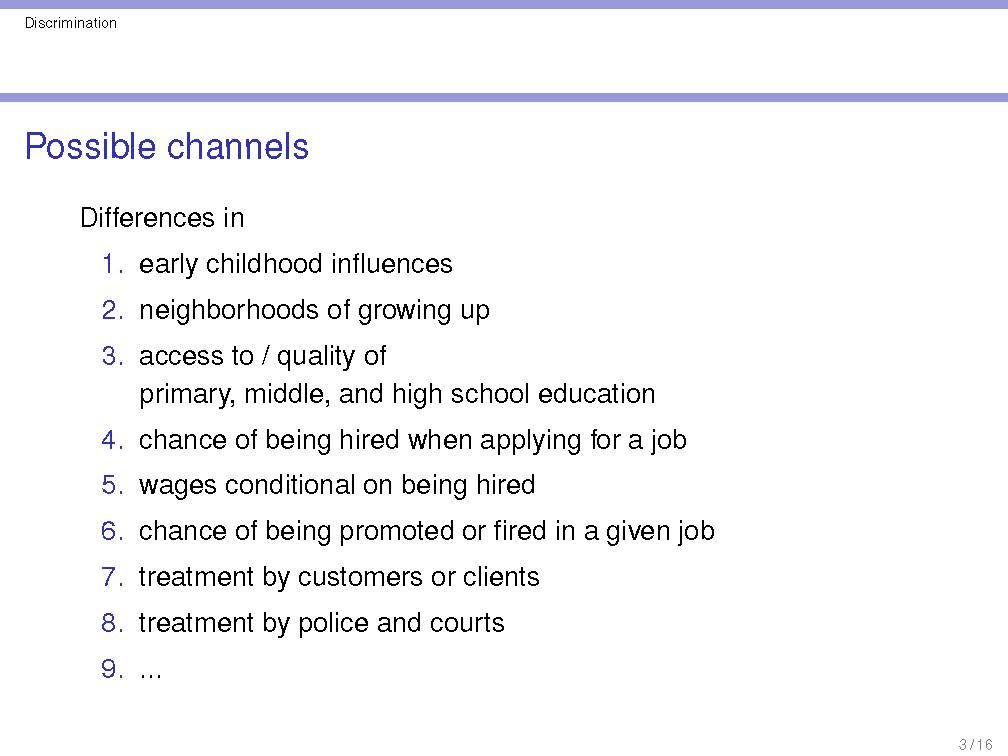 Discrimination
Possible channels
Differences in
1. early childhood influences
2. neighborhoods of growing up
3. access to / quality of
primary, middle, and high school education
4. chance of being hired when applying for a job
5. wages conditional on being hired
6. chance of being promoted or fired in a given job
7. treatment by customers or clients
8. treatment by police and courts
9. ...
3 / 16